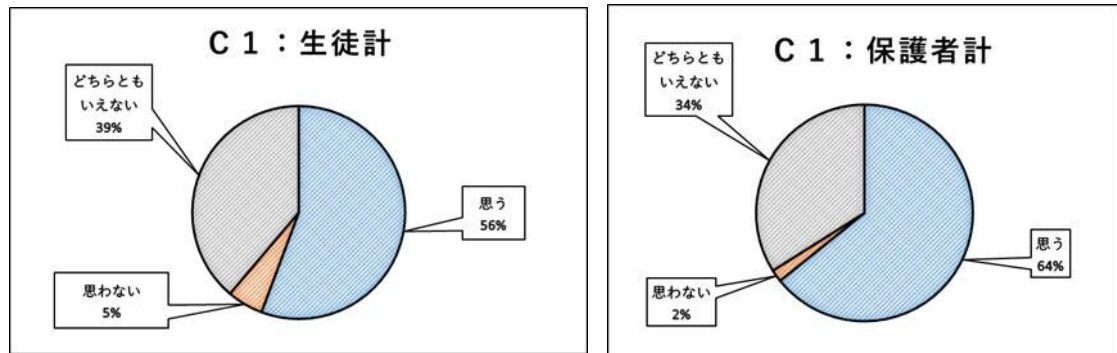 C1：生徒計
どちらとも
いえない
39%
思う
56%
思わない
5%
C1：保護者計
どちらとも
いえない
34%
思う
64%
思わない
2%